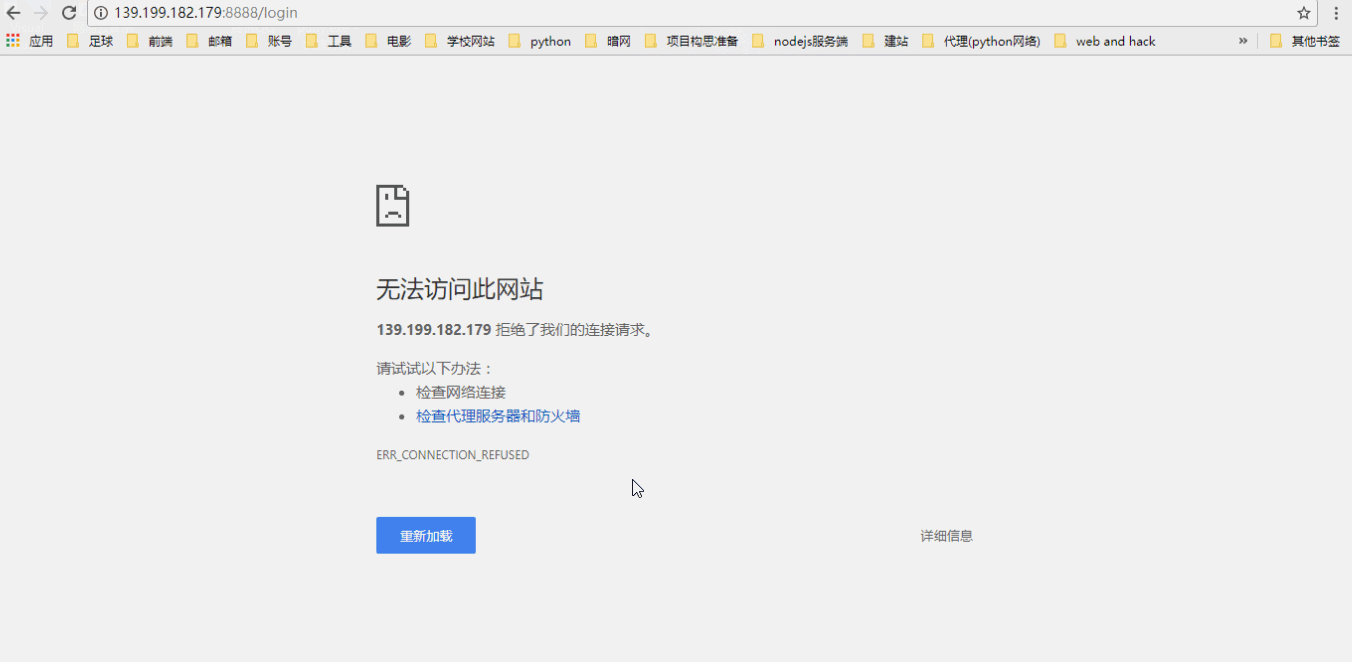 139.199.182.179:8888/login
应用 足球 前端 邮箱 账号 工具 电影 学校网站 python 暗网 项目构思准备 nodejs服务端 建站 代理(python网络) web and hack » 其他书签
无法访问此网站
139.199.182.179 拒绝了我们的连接请求。
请试试以下办法：
• 检查网络连接
• 检查代理服务器和防火墙
ERR_CONNECTION_REFUSED
重新加载 详细信息